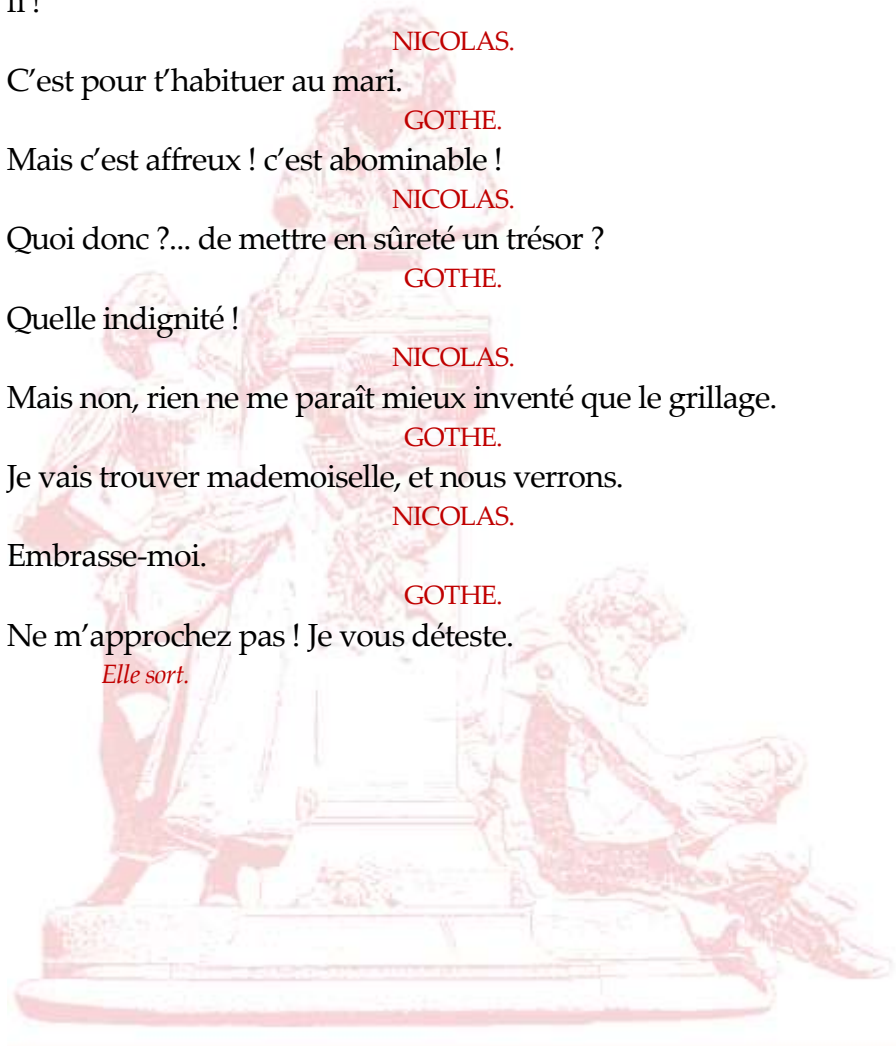 NICOLAS.
C’est pour t’habituer au mari.
GOTHE.
Mais c’est affreux ! c’est abominable !
NICOLAS.
Quoi donc ?... de mettre en sûreté un trésor ?
GOTHE.
Quelle indignité !
NICOLAS.
Mais non, rien ne me paraît mieux inventé que le grillage.
GOTHE.
Je vais trouver mademoiselle, et nous verrons.
NICOLAS.
Embrasse-moi.
GOTHE.
Ne m’approchez pas ! Je vous déteste.
Elle sort.